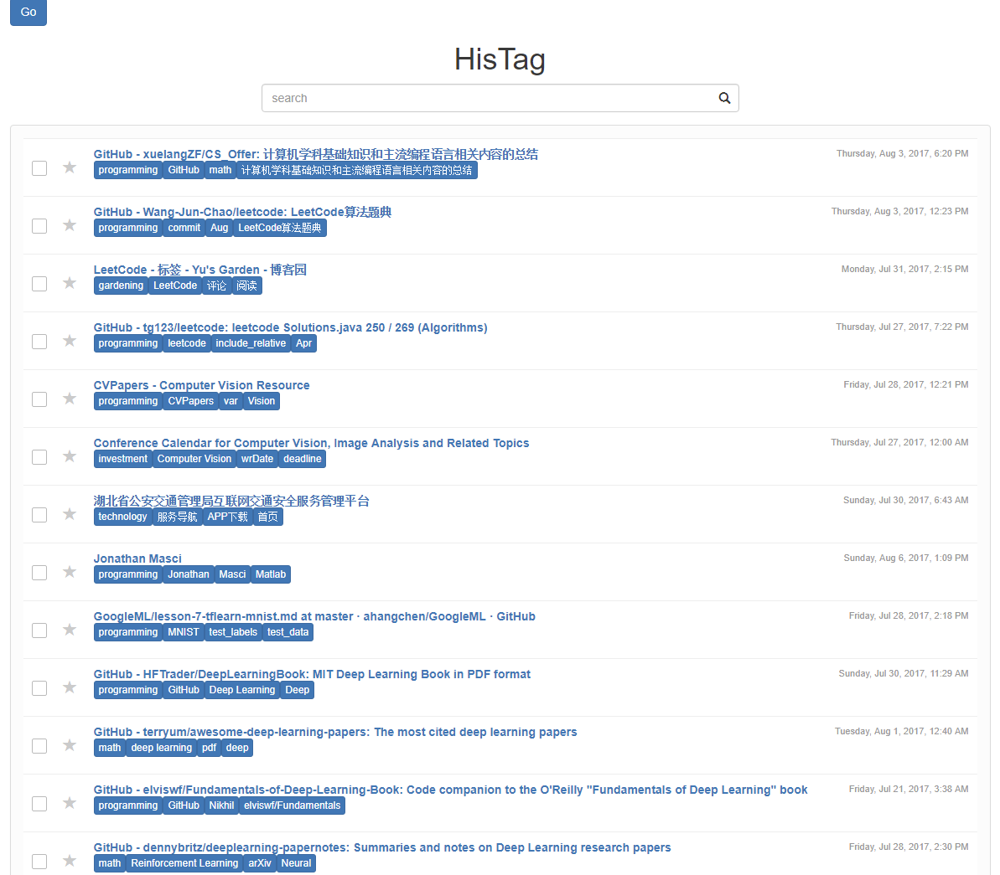 Go
HisTag
search
GitHub - xuelangZF/CS_Offer: 计算机学科基础知识和主流编程语言相关内容的总结
Thursday, Aug 3, 2017, 6:20 PM
programming GitHub math 计算机学科基础知识和主流编程语言相关内容的总结
GitHub - Wang-Jun-Chao/leetcode: LeetCode算法题典
Thursday, Aug 3, 2017, 12:23 PM
programming commit Aug LeetCode算法题典
LeetCode - 标签 - Yu's Garden - 博客园
Monday, Jul 31, 2017, 2:15 PM
gardening LeetCode 评论 阅读
GitHub - tg123/leetcode: leetcode Solutions.java 250 / 269 (Algorithms)
Thursday, Jul 27, 2017, 7:22 PM
programming leetcode include_relative Apr
CVPapers - Computer Vision Resource
Friday, Jul 28, 2017, 12:21 PM
programming CVPapers var Vision
Conference Calendar for Computer Vision, Image Analysis and Related Topics
Thursday, Jul 27, 2017, 12:00 AM
investment Computer Vision wrDate deadline
湖北省公安交通管理局互联网交通安全服务管理平台
Sunday, Jul 30, 2017, 6:43 AM
technology 服务导航 APP下载 首页
Jonathan Masci
Sunday, Aug 6, 2017, 1:09 PM
programming Jonathan Masci Matlab
GoogleML/lesson-7-tflearn-mnist.md at master · ahangchen/GoogleML · GitHub
Friday, Jul 28, 2017, 2:18 PM
programming MNIST test_labels test_data
GitHub - HFTrader/DeepLearningBook: MIT Deep Learning Book in PDF format
Sunday, Jul 30, 2017, 11:29 AM
programming GitHub Deep Learning Deep
GitHub - terryum/awesome-deep-learning-papers: The most cited deep learning papers
Tuesday, Aug 1, 2017, 12:40 AM
math deep learning pdf deep
GitHub - elviswf/Fundamentals-of-Deep-Learning-Book: Code companion to the O'Reilly "Fundamentals of Deep Learning" book
Friday, Jul 21, 2017, 3:38 AM
programming GitHub Nikhil elviswf/Fundamentals
GitHub - dennybritz/deeplearning-papernotes: Summaries and notes on Deep Learning research papers
Friday, Jul 28, 2017, 2:30 PM
math Reinforcement Learning arXiv Neural